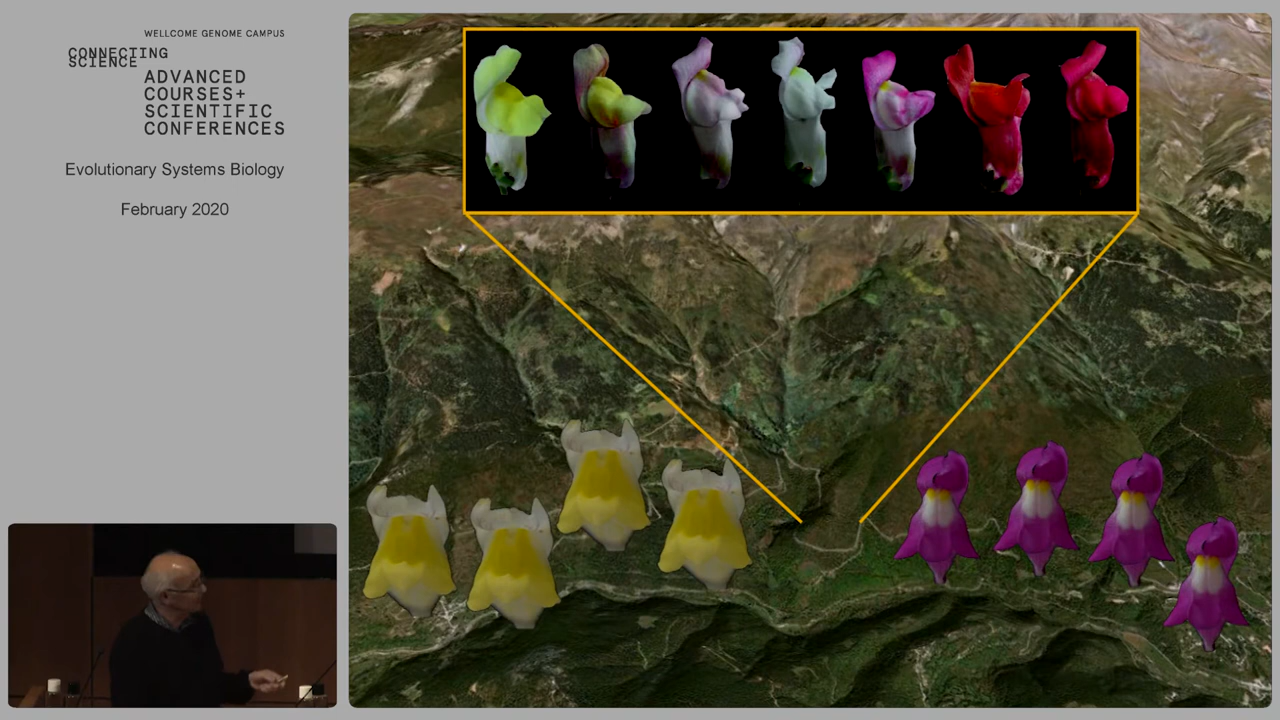 WELLCOME GENOME CAMPUS
CONNECTING
SCIENCE
ADVANCED
COURSES+
SCIENTIFIC
CONFERENCES
Evolutionary Systems Biology
February 2020